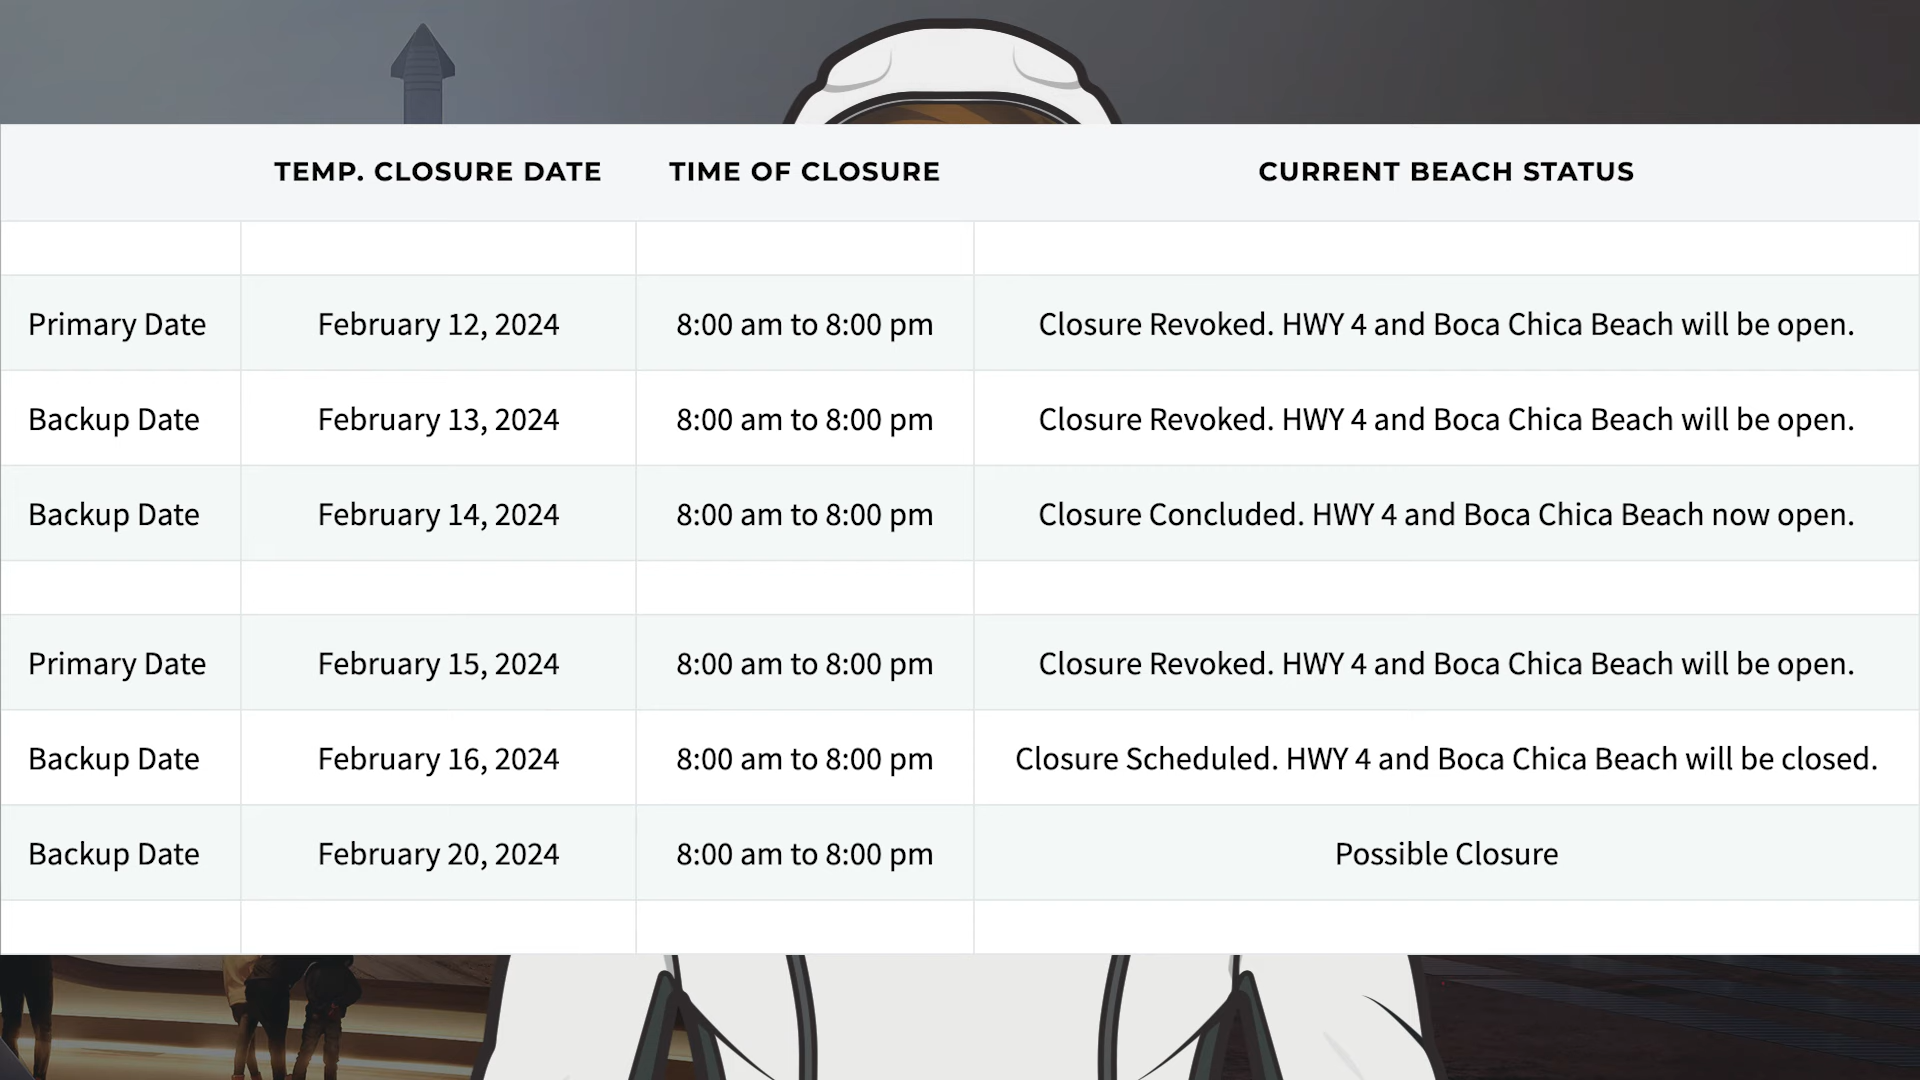 TEMP. CLOSURE DATE TIME OF CLOSURE CURRENT BEACH STATUS
Primary Date February 12, 2024 8:00 am to 8:00 pm Closure Revoked. HWY 4 and Boca Chica Beach will be open.
Backup Date February 13, 2024 8:00 am to 8:00 pm Closure Revoked. HWY 4 and Boca Chica Beach will be open.
Backup Date February 14, 2024 8:00 am to 8:00 pm Closure Concluded. HWY 4 and Boca Chica Beach now open.
Primary Date February 15, 2024 8:00 am to 8:00 pm Closure Revoked. HWY 4 and Boca Chica Beach will be open.
Backup Date February 16, 2024 8:00 am to 8:00 pm Closure Scheduled. HWY 4 and Boca Chica Beach will be closed.
Backup Date February 20, 2024 8:00 am to 8:00 pm Possible Closure